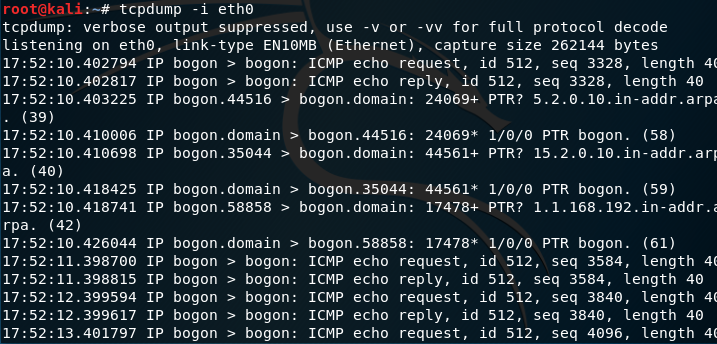 root@kali:~# tcpdump -i eth0
tcpdump: verbose output suppressed, use -v or -vv for full protocol decode
listening on eth0, link-type EN10MB (Ethernet), capture size 262144 bytes
17:52:10.402794 IP bogon > bogon: ICMP echo request, id 512, seq 3328, length 40
17:52:10.402817 IP bogon > bogon: ICMP echo reply, id 512, seq 3328, length 40
17:52:10.403225 IP bogon.44516 > bogon.domain: 24069+ PTR? 5.2.0.10.in-addr.arpa
. (39)
17:52:10.410006 IP bogon.domain > bogon.44516: 24069* 1/0/0 PTR bogon. (58)
17:52:10.410698 IP bogon.35044 > bogon.domain: 44561+ PTR? 15.2.0.10.in-addr.arp
a. (40)
17:52:10.418425 IP bogon.domain > bogon.35044: 44561* 1/0/0 PTR bogon. (59)
17:52:10.418741 IP bogon.58858 > bogon.domain: 17478+ PTR? 1.1.168.192.in-addr.a
rpa. (42)
17:52:10.426044 IP bogon.domain > bogon.58858: 17478* 1/0/0 PTR bogon. (61)
17:52:11.398700 IP bogon > bogon: ICMP echo request, id 512, seq 3584, length 40
17:52:11.398815 IP bogon > bogon: ICMP echo reply, id 512, seq 3584, length 40
17:52:12.399594 IP bogon > bogon: ICMP echo request, id 512, seq 3840, length 40
17:52:12.399617 IP bogon > bogon: ICMP echo reply, id 512, seq 3840, length 40
17:52:13.401797 IP bogon > bogon: ICMP echo request, id 512, seq 4096, length 40